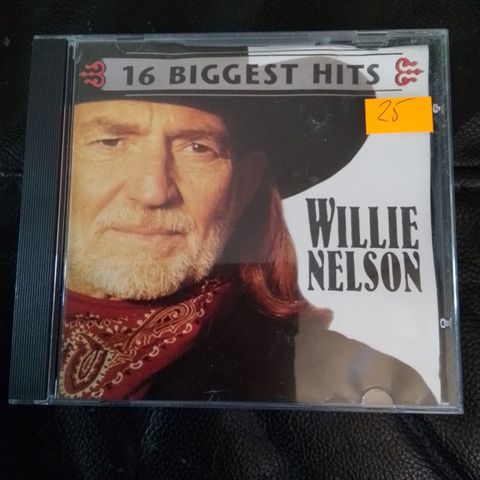 16 BIGGEST HITS
25
WILLIE
NELSON